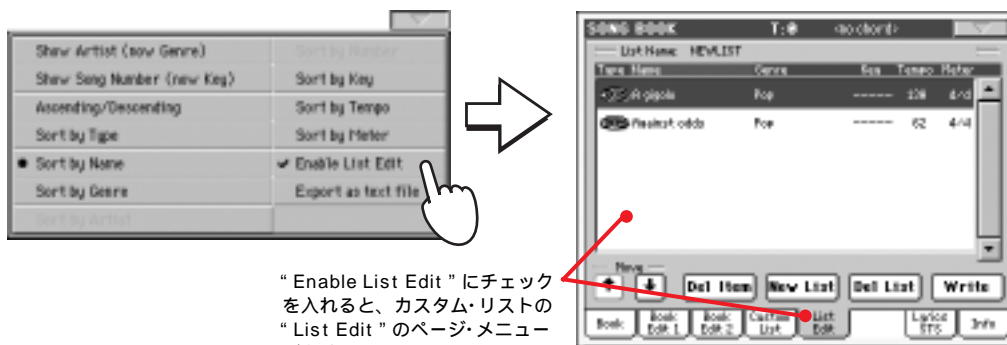 Show Artist (now Genre)
Show Song Number (now Key)
Ascending/Descending
Sort by Type
Sort by Name
Sort by Genre
Sort by Artist
Sort by Number
Sort by Key
Sort by Tempo
Sort by Meter
Enable List Edit
Export as text file
SONG BOOK T:0 <no chord>
List Name: NEWLIST
Type Name Genre Key Tempo Meter
A gigolo Pop ------ 138 4/4
Against odds Pop ------ 62 4/4
Move
Del Item New List Del List Write
Book Book Edit 1 Book Edit 2 Custom List List Edit Lyrics STS Info
“ Enable List Edit ” にチェック
を入れると、カスタム・リストの
“ List Edit ” のページ・メニュー